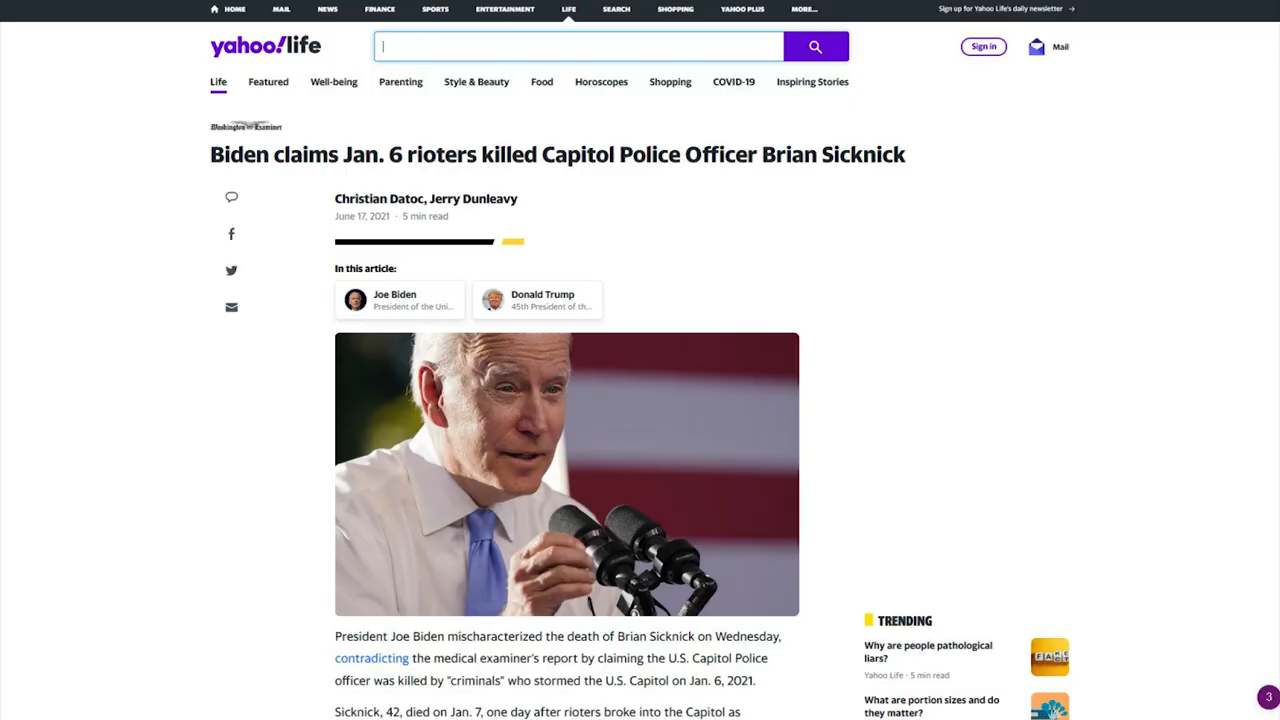 HOME MAIL NEWS FINANCE SPORTS ENTERTAINMENT LIFE SEARCH SHOPPING YAHOO PLUS MORE... Sign up for Yahoo Life's daily newsletter →
yahoo!life
Sign in
Mail
Life Featured Well-being Parenting Style & Beauty Food Horoscopes Shopping COVID-19 Inspiring Stories
Washington Examiner
Biden claims Jan. 6 rioters killed Capitol Police Officer Brian Sicknick
Christian Datoc, Jerry Dunleavy
June 17, 2021 · 5 min read
In this article:
Joe Biden
President of the Uni...
Donald Trump
45th President of th...
President Joe Biden mischaracterized the death of Brian Sicknick on Wednesday,
contradicting the medical examiner's report by claiming the U.S. Capitol Police
officer was killed by "criminals" who stormed the U.S. Capitol on Jan. 6, 2021.
Sicknick, 42, died on Jan. 7, one day after rioters broke into the Capitol as
TRENDING
Why are people pathological
liars?
Yahoo Life · 5 min read
What are portion sizes and do
they matter?
3